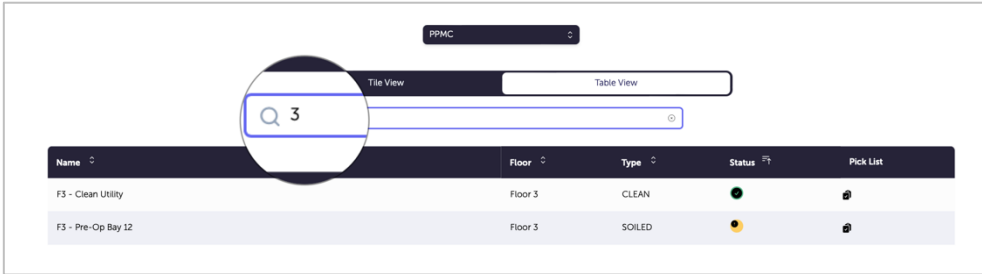 PPMC
Tile View Table View
3
Name Floor Type Status Pick List
F3 - Clean Utility Floor 3 CLEAN
F3 - Pre-Op Bay 12 Floor 3 SOILED